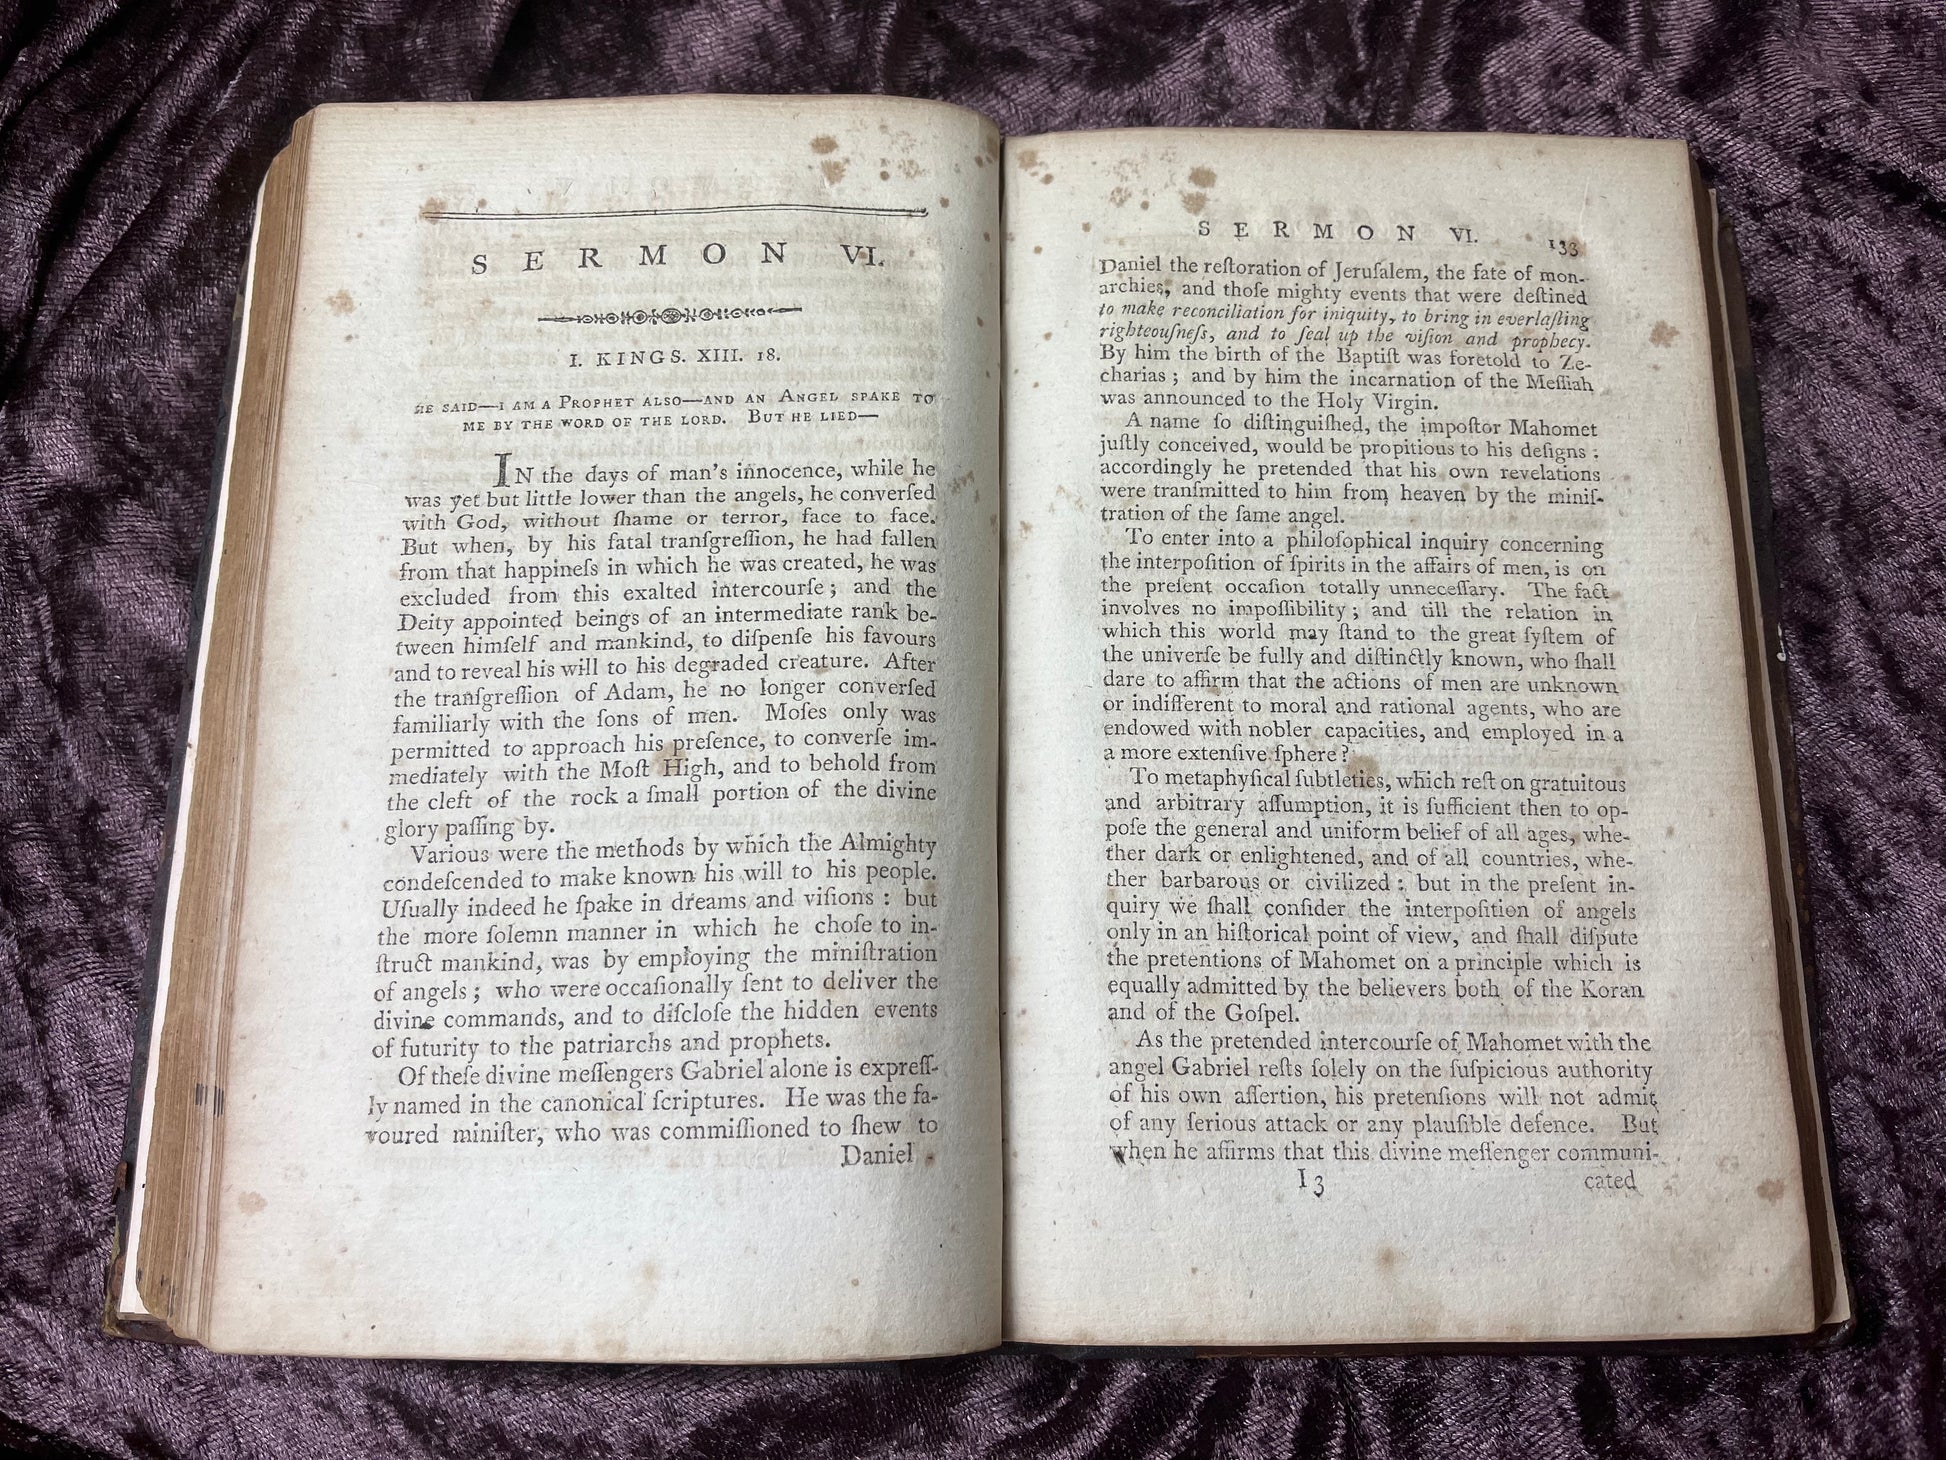 SERMON VI.
I. KINGS. XIII. 18.
HE SAID—I AM A PROPHET ALSO—AND AN ANGEL SPAKE TO
ME BY THE WORD OF THE LORD. BUT HE LIED—
IN the days of man's innocence, while he
was yet but little lower than the angels, he converſed
with God, without ſhame or terror, face to face.
But when, by his fatal tranſgreſſion, he had fallen
from that happineſs in which he was created, he was
excluded from this exalted intercourſe; and the
Deity appointed beings of an intermediate rank be-
tween himſelf and mankind, to diſpenſe his favours
and to reveal his will to his degraded creature. After
the tranſgreſſion of Adam, he no longer converſed
familiarly with the ſons of men. Moſes only was
permitted to approach his preſence, to converſe im-
mediately with the Moſt High, and to behold from
the cleft of the rock a ſmall portion of the divine
glory paſſing by.
Various were the methods by which the Almighty
condeſcended to make known his will to his people.
Uſually indeed he ſpake in dreams and viſions: but
the more ſolemn manner in which he choſe to in-
ſtruct mankind, was by employing the miniſtration
of angels; who were occaſionally ſent to deliver the
divine commands, and to diſcloſe the hidden events
of futurity to the patriarchs and prophets.
Of theſe divine meſſengers Gabriel alone is expreſſ-
ly named in the canonical ſcriptures. He was the fa-
voured miniſter, who was commiſſioned to ſhew to
Daniel
SERMON VI. 133
Daniel the reſtoration of Jeruſalem, the fate of mon-
archies, and thoſe mighty events that were deſtined
to make reconciliation for iniquity, to bring in everlaſting
righteouſneſs, and to ſeal up the viſion and prophecy.
By him the birth of the Baptiſt was foretold to Ze-
charias; and by him the incarnation of the Meſſiah
was announced to the Holy Virgin.
A name ſo diſtinguiſhed, the impoſtor Mahomet
juſtly conceived, would be propitious to his deſigns:
accordingly he pretended that his own revelations
were tranſmitted to him from heaven by the miniſ-
tration of the ſame angel.
To enter into a philoſophical inquiry concerning
the interpoſition of ſpirits in the affairs of men, is on
the preſent occaſion totally unneceſſary. The fact
involves no impoſſibility; and till the relation in
which this world may ſtand to the great ſyſtem of
the univerſe be fully and diſtinctly known, who ſhall
dare to affirm that the actions of men are unknown
or indifferent to moral and rational agents, who are
endowed with nobler capacities, and employed in a
a more extenſive ſphere?
To metaphyſical ſubtleties, which reſt on gratuitous
and arbitrary aſſumption, it is ſufficient then to op-
poſe the general and uniform belief of all ages, whe-
ther dark or enlightened, and of all countries, whe-
ther barbarous or civilized: but in the preſent in-
quiry we ſhall conſider the interpoſition of angels
only in an hiſtorical point of view, and ſhall diſpute
the pretentions of Mahomet on a principle which is
equally admitted by the believers both of the Koran
and of the Goſpel.
As the pretended intercourſe of Mahomet with the
angel Gabriel reſts ſolely on the ſuſpicious authority
of his own aſſertion, his pretenſions will not admit
of any ſerious attack or any plauſible defence. But
when he affirms that this divine meſſenger communi-
I 3 cated